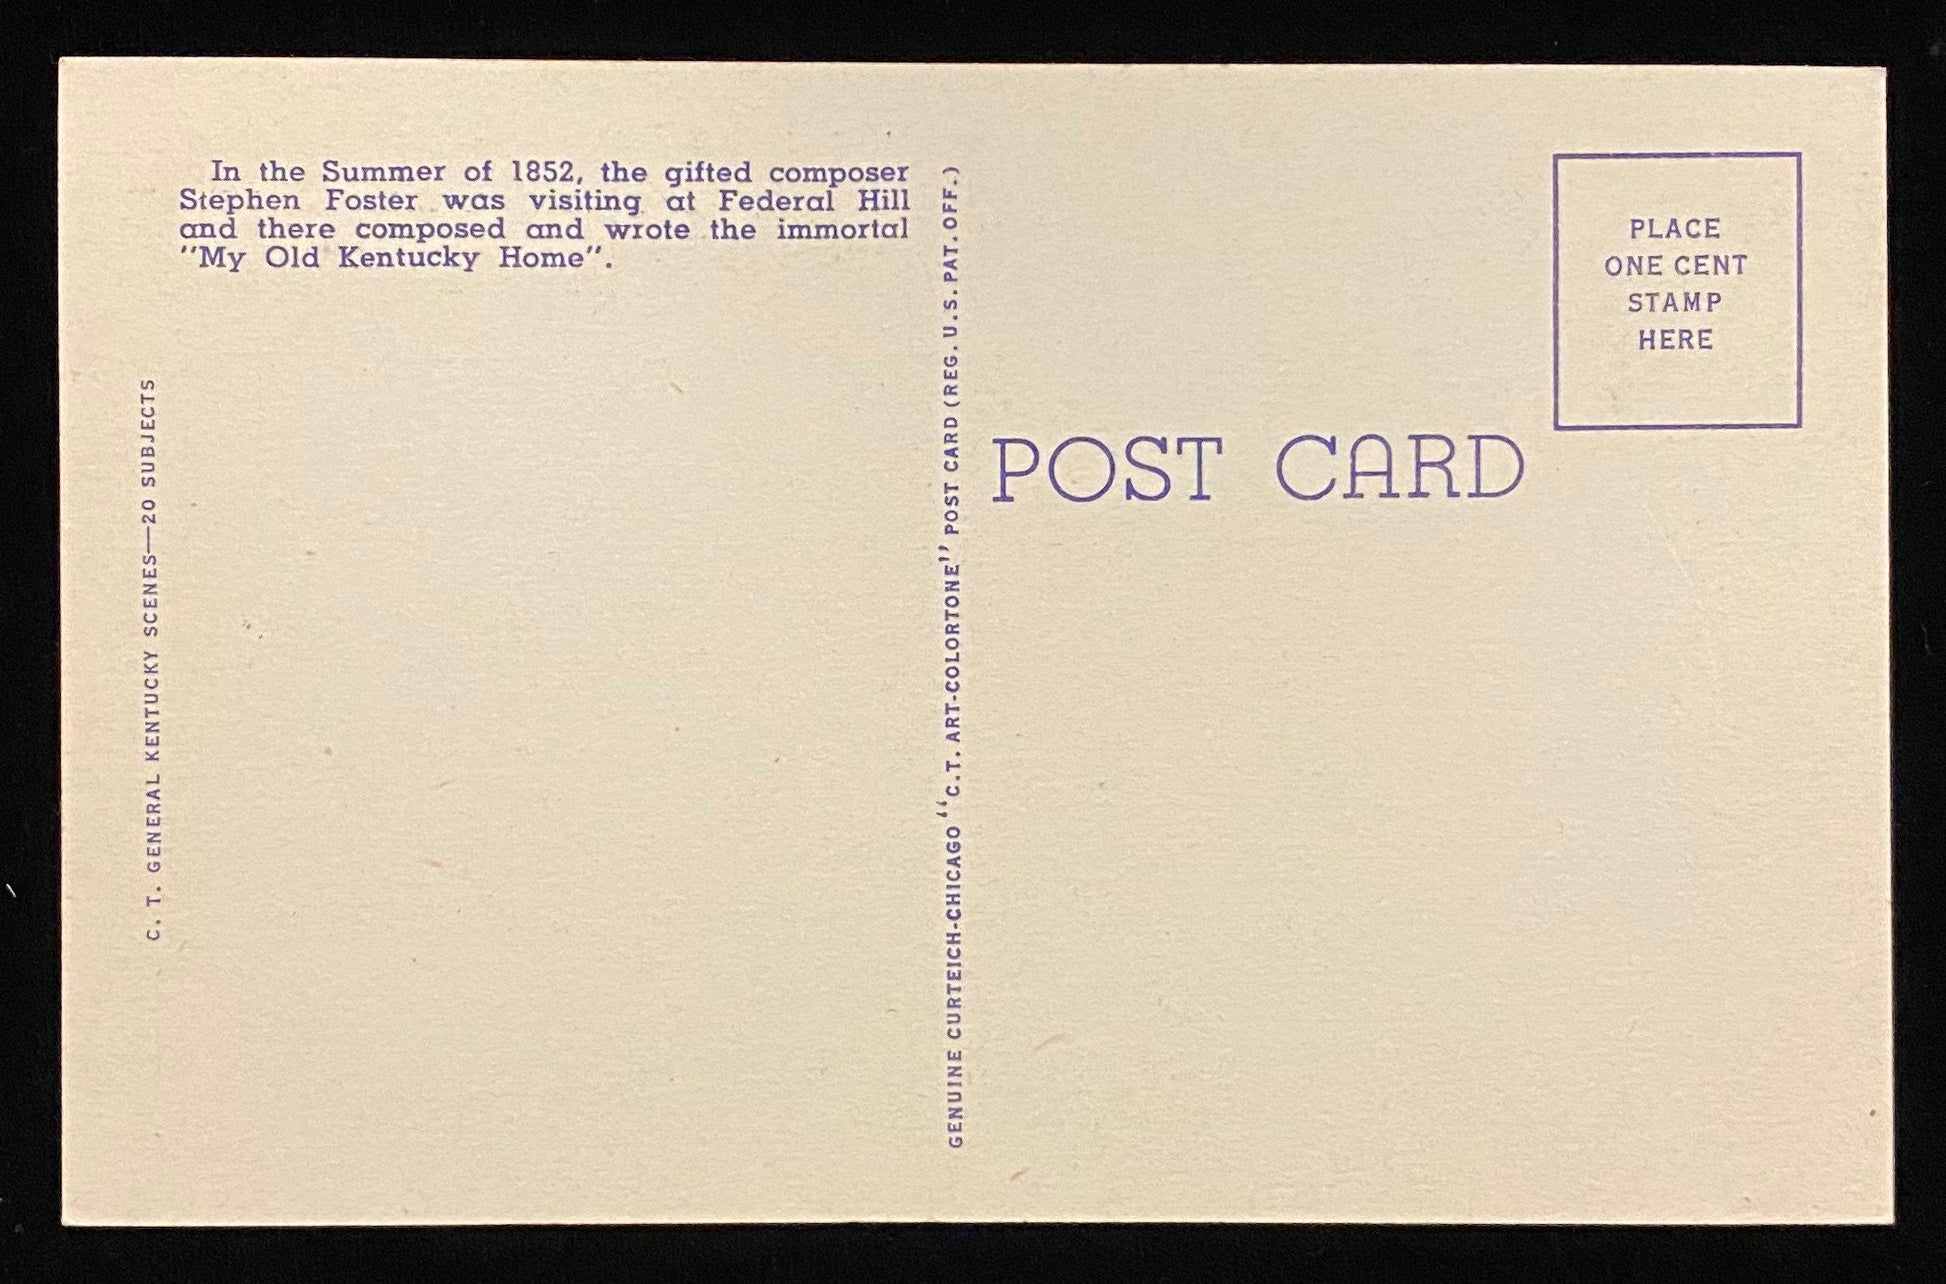 In the Summer of 1852, the gifted composer
Stephen Foster was visiting at Federal Hill
and there composed and wrote the immortal
"My Old Kentucky Home".
C. T. GENERAL KENTUCKY SCENES—20 SUBJECTS
GENUINE CURTEICH-CHICAGO "C.T. ART-COLORTONE" POST CARD (REG. U.S. PAT. OFF.)
POST CARD
PLACE
ONE CENT
STAMP
HERE